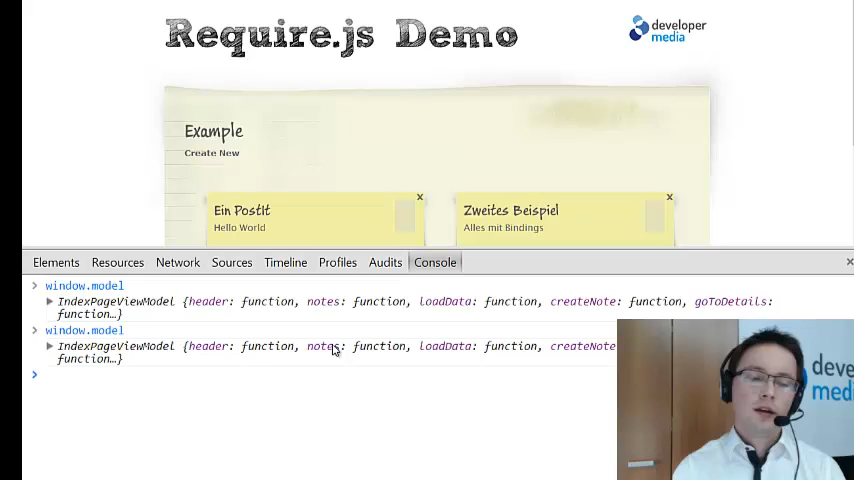 Require.js Demo
developer
media
Example
Create New
x
x
Ein PostIt
Zweites Beispiel
Hello World
Alles mit Bindings
Elements Resources Network Sources Timeline Profiles Audits Console
> window.model
IndexPageViewModel {header: function, notes: function, loadData: function, createNote: function, goToDetails:
function…}
> window.model
IndexPageViewModel {header: function, notes: function, loadData: function, createNote
function…}
>
media